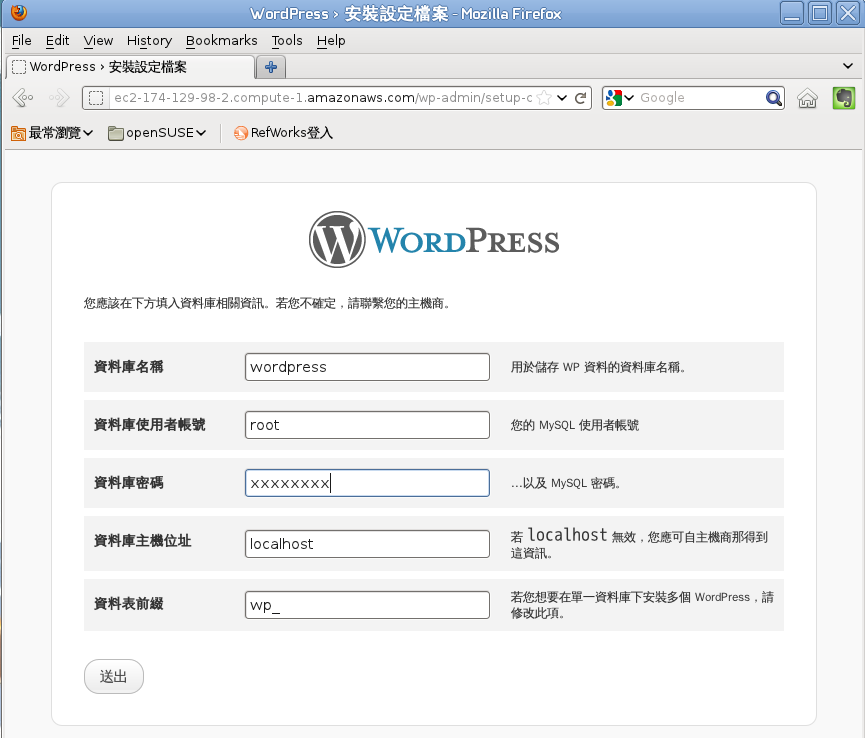 WordPress › 安裝設定檔案 - Mozilla Firefox
File Edit View History Bookmarks Tools Help
WordPress › 安裝設定檔案
ec2-174-129-98-2.compute-1.amazonaws.com/wp-admin/setup-c
Google
最常瀏覽 openSUSE RefWorks登入
WORDPRESS
您應該在下方填入資料庫相關資訊。若您不確定，請聯繫您的主機商。
資料庫名稱 wordpress 用於儲存 WP 資料的資料庫名稱。
資料庫使用者帳號 root 您的 MySQL 使用者帳號
資料庫密碼 xxxxxxxx …以及 MySQL 密碼。
資料庫主機位址 localhost 若 localhost 無效，您應可自主機商那得到
這資訊。
資料表前綴 wp_ 若您想要在單一資料庫下安裝多個 WordPress，請
修改此項。
送出